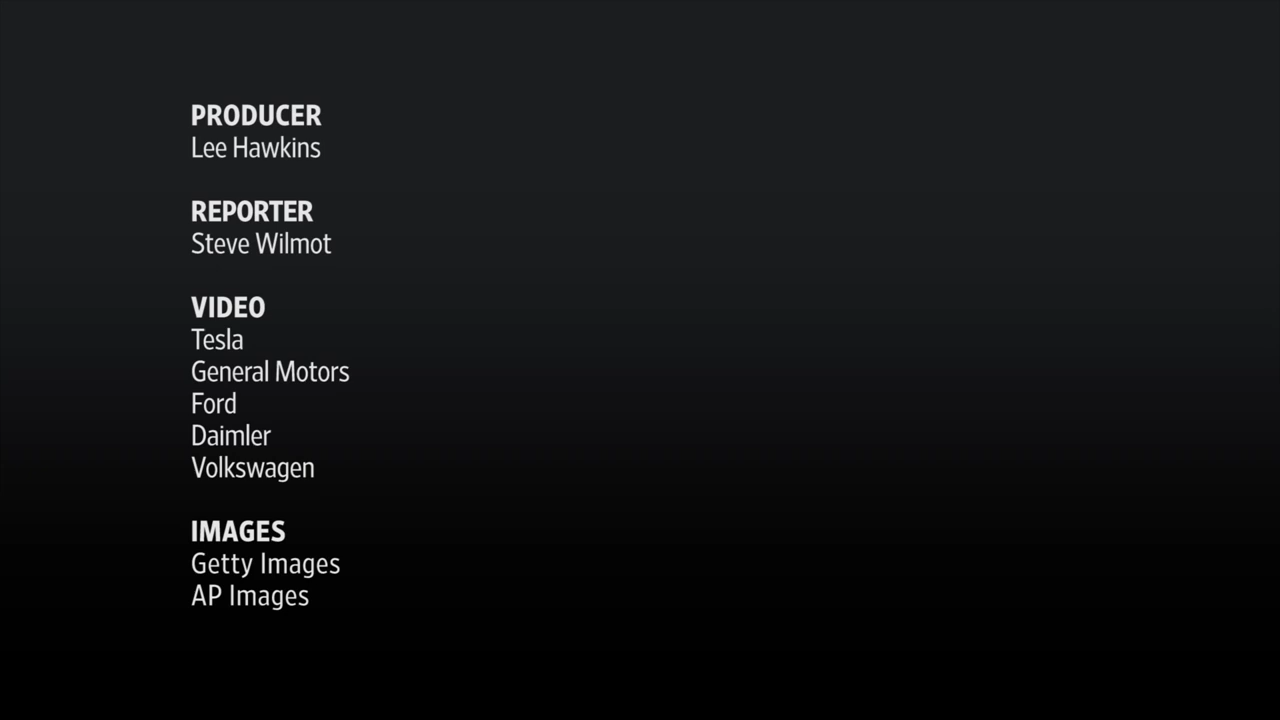 PRODUCER
Lee Hawkins
REPORTER
Steve Wilmot
VIDEO
Tesla
General Motors
Ford
Daimler
Volkswagen
IMAGES
Getty Images
AP Images